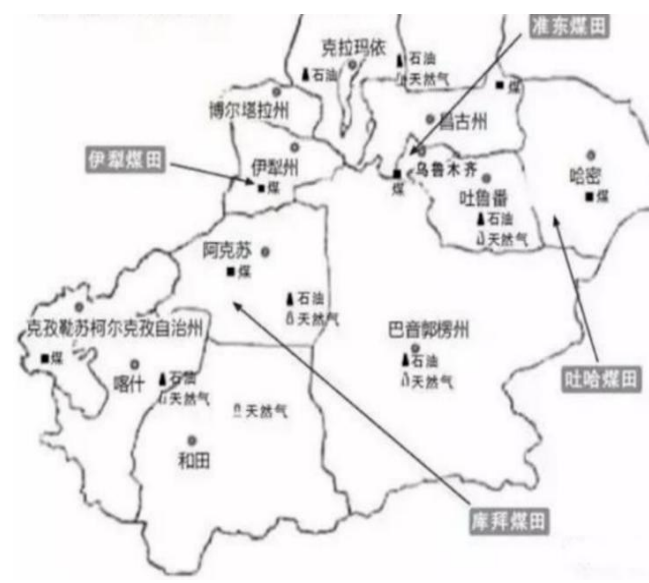 准东煤田
克拉玛依
石油
石油
天然气
煤
博尔塔拉州
昌古州
伊犁煤田
伊犁州
煤
乌鲁木齐
煤
吐鲁番
石油
天然气
哈密
煤
阿克苏
煤
石油
天然气
克孜勒苏柯尔克孜自治州
煤
喀什
石油
天然气
天然气
巴音郭楞州
石油
天然气
吐哈煤田
和田
库拜煤田